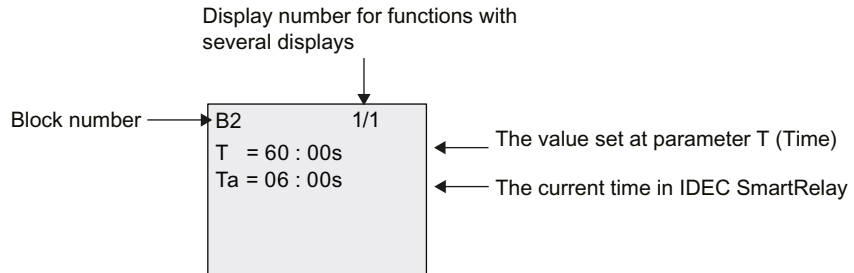 Display number for functions with
several displays
Block number
B2 1/1
T = 60 : 00s
Ta = 06 : 00s
The value set at parameter T (Time)
The current time in IDEC SmartRelay